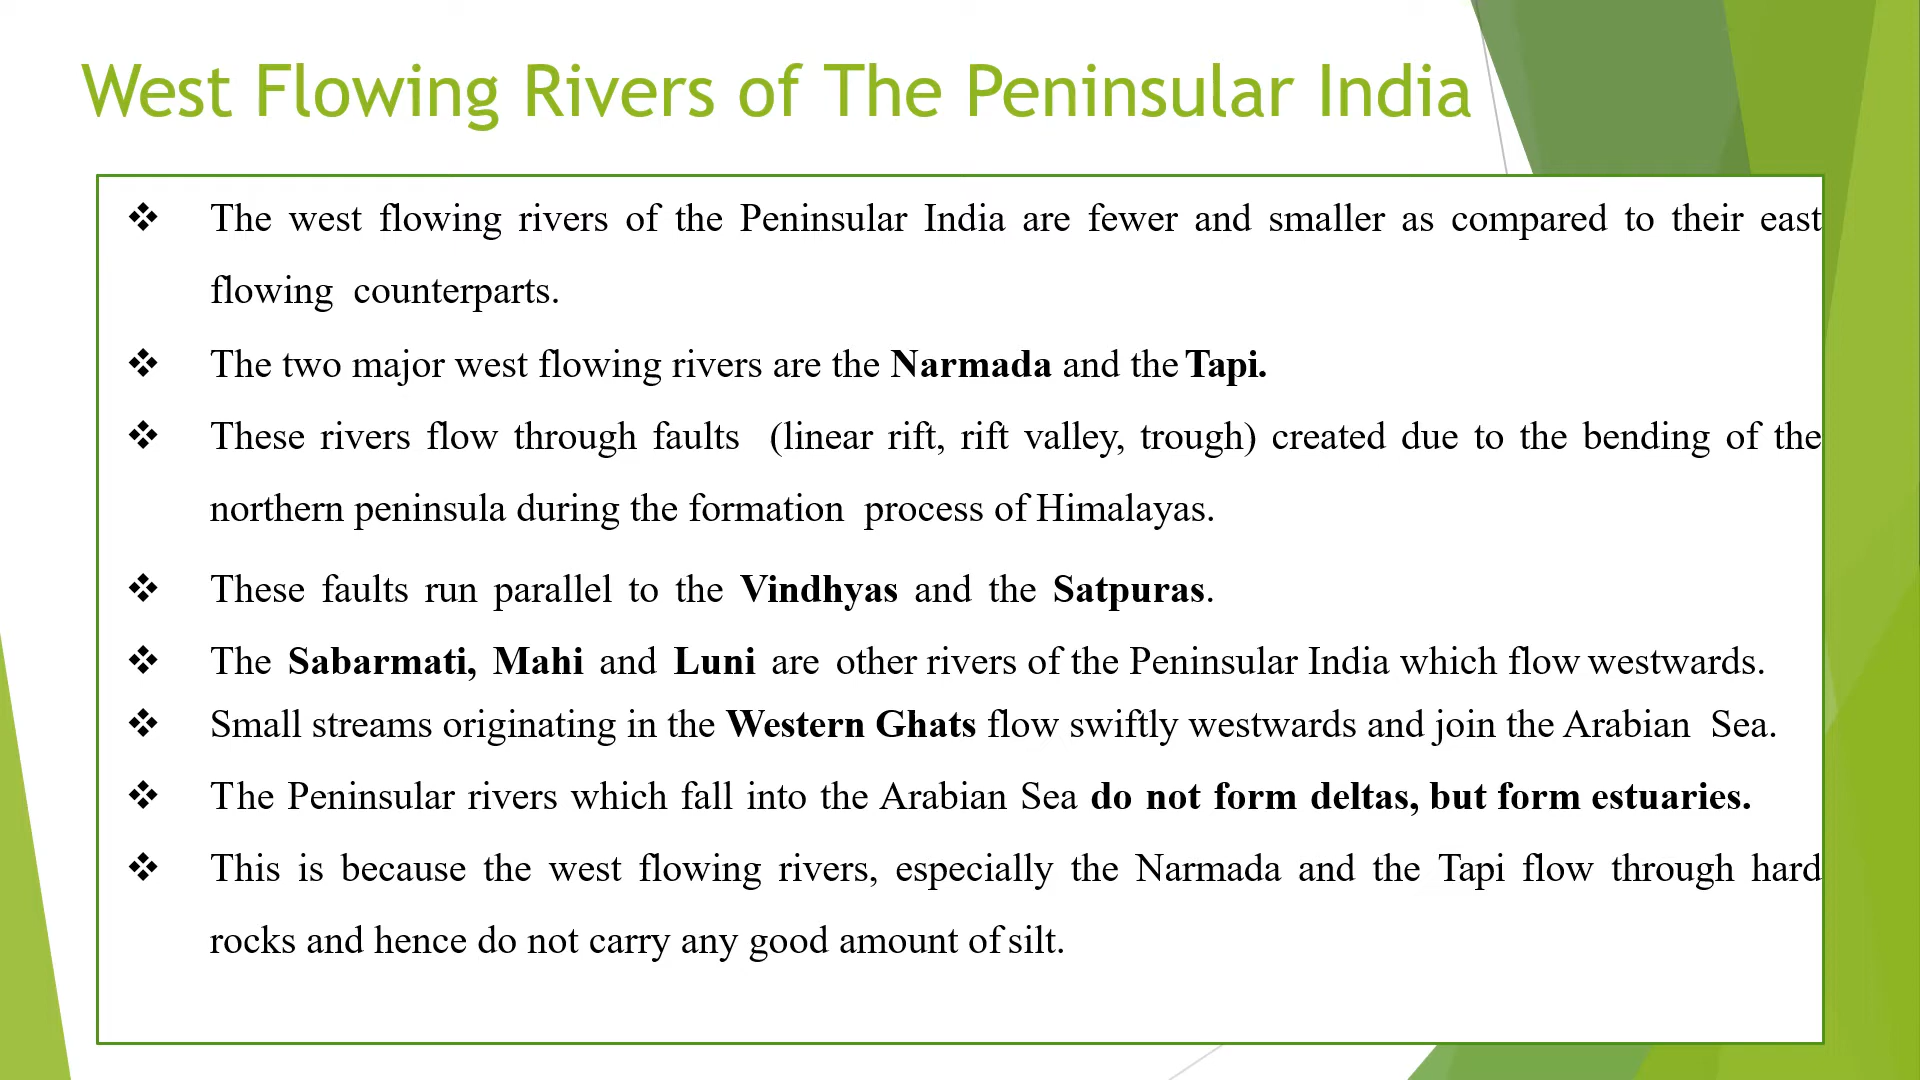 West Flowing Rivers of The Peninsular India
❖ The west flowing rivers of the Peninsular India are fewer and smaller as compared to their east
flowing counterparts.
❖ The two major west flowing rivers are the Narmada and the Tapi.
❖ These rivers flow through faults (linear rift, rift valley, trough) created due to the bending of the
northern peninsula during the formation process of Himalayas.
❖ These faults run parallel to the Vindhyas and the Satpuras.
❖ The Sabarmati, Mahi and Luni are other rivers of the Peninsular India which flow westwards.
❖ Small streams originating in the Western Ghats flow swiftly westwards and join the Arabian Sea.
❖ The Peninsular rivers which fall into the Arabian Sea do not form deltas, but form estuaries.
❖ This is because the west flowing rivers, especially the Narmada and the Tapi flow through hard
rocks and hence do not carry any good amount of silt.